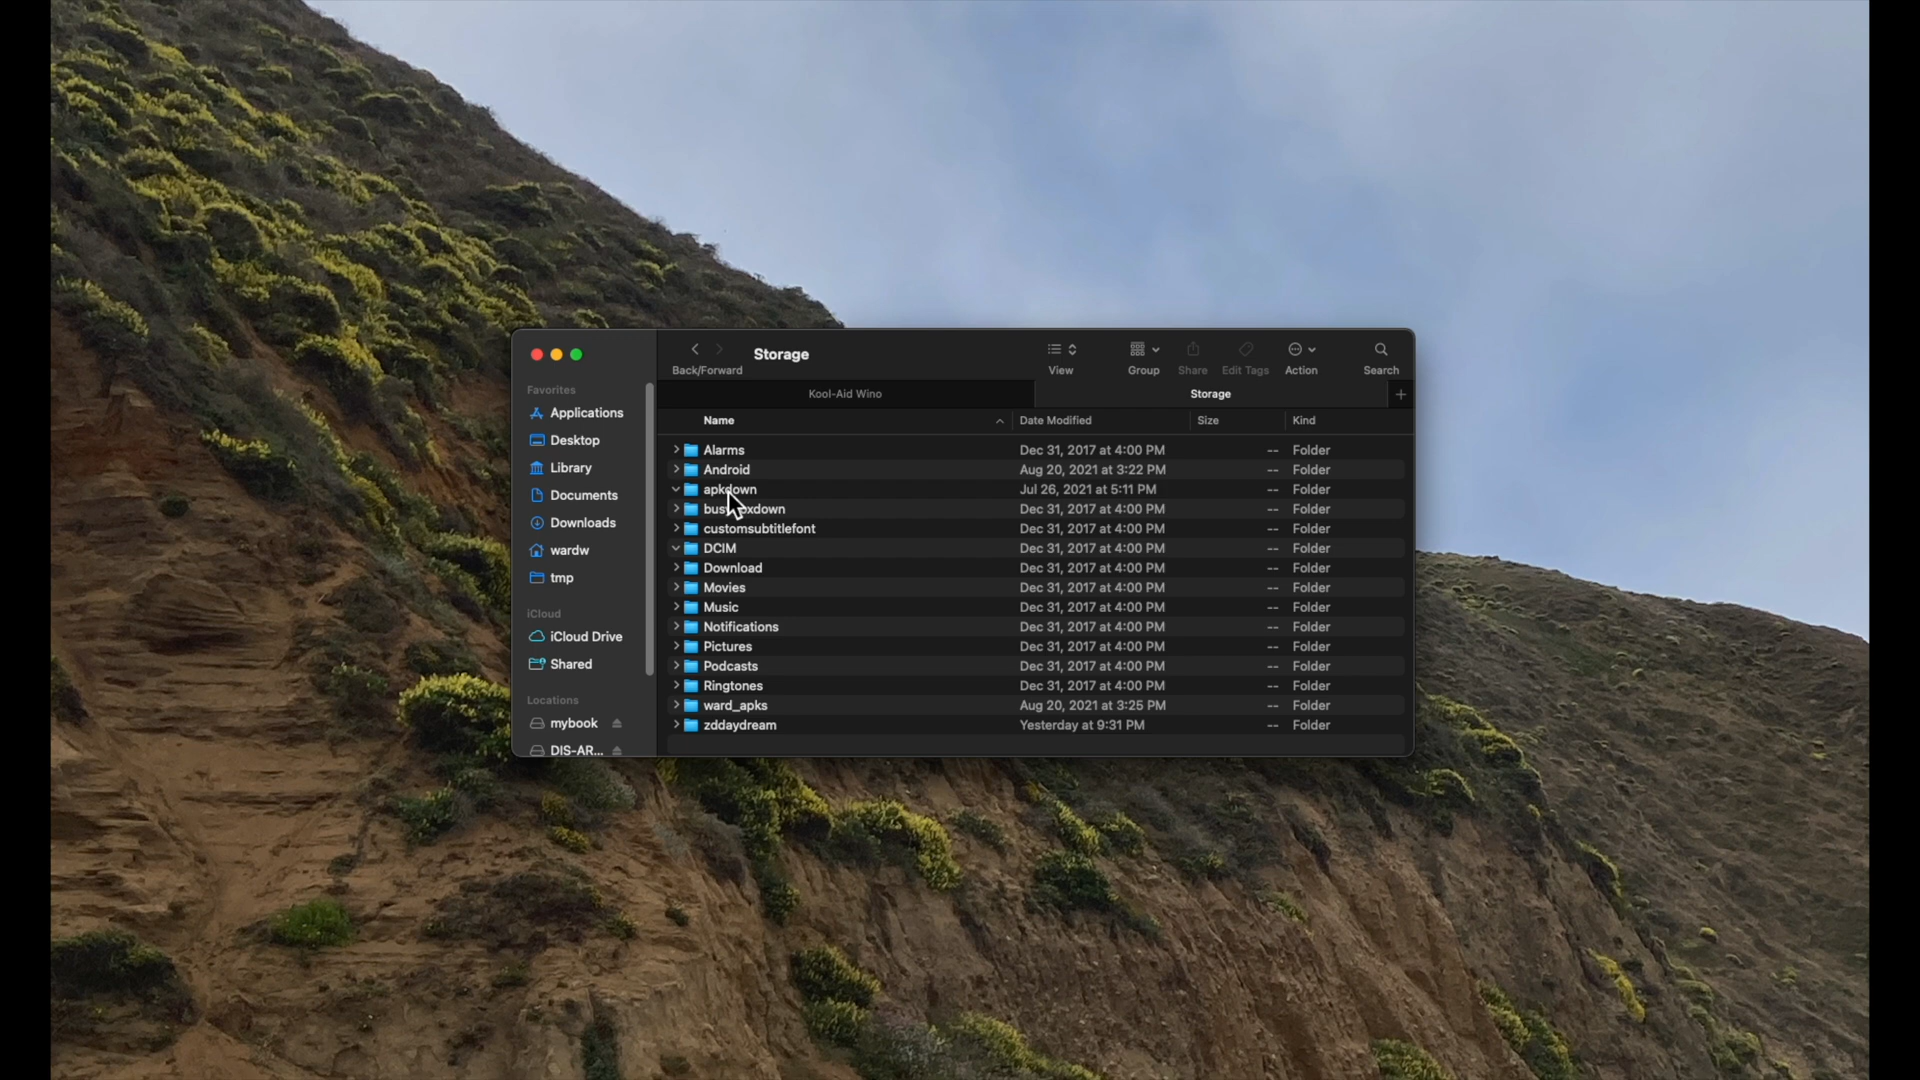 Storage
Back/Forward
View
Group
Share
Edit Tags
Action
Search
Kool-Aid Wino
Storage
Favorites
Applications
Desktop
Library
Documents
Downloads
wardw
tmp
iCloud
iCloud Drive
Shared
Locations
mybook
DIS-AR...
Name Date Modified Size Kind
Alarms Dec 31, 2017 at 4:00 PM -- Folder
Android Aug 20, 2021 at 3:22 PM -- Folder
apkdown Jul 26, 2021 at 5:11 PM -- Folder
Dec 31, 2017 at 4:00 PM -- Folder
customsubtitlefont Dec 31, 2017 at 4:00 PM -- Folder
DCIM Dec 31, 2017 at 4:00 PM -- Folder
Download Dec 31, 2017 at 4:00 PM -- Folder
Movies Dec 31, 2017 at 4:00 PM -- Folder
Music Dec 31, 2017 at 4:00 PM -- Folder
Notifications Dec 31, 2017 at 4:00 PM -- Folder
Pictures Dec 31, 2017 at 4:00 PM -- Folder
Podcasts Dec 31, 2017 at 4:00 PM -- Folder
Ringtones Dec 31, 2017 at 4:00 PM -- Folder
ward_apks Aug 20, 2021 at 3:25 PM -- Folder
zddaydream Yesterday at 9:31 PM -- Folder